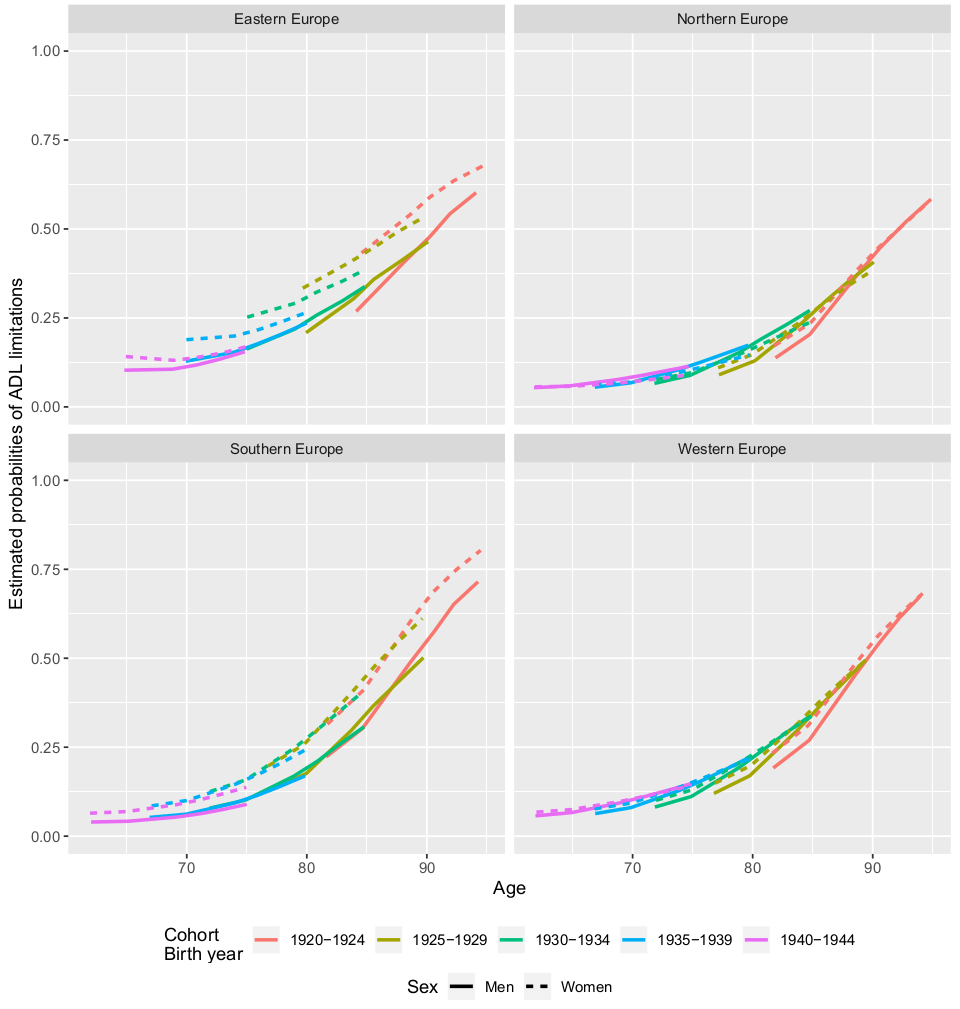 Eastern Europe
Northern Europe
1.00
0.75
0.50
0.25
0.00
Southern Europe
Western Europe
1.00
0.75
0.50
0.25
0.00
70
80
90
70
80
90
Estimated probabilities of ADL limitations
Age
Cohort
Birth year
1920−1924
1925−1929
1930−1934
1935−1939
1940−1944
Sex
Men
Women